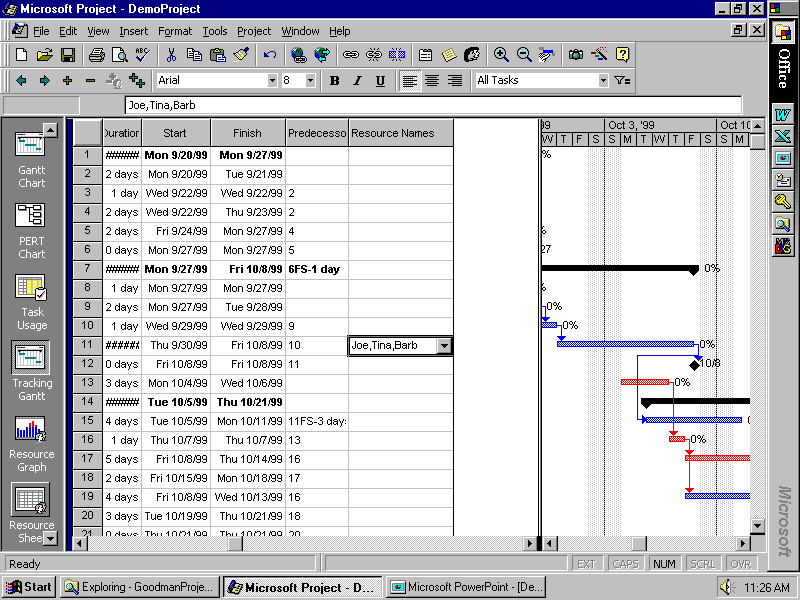 Microsoft Project - DemoProject
File Edit View Insert Format Tools Project Window Help
Arial 8 B I U All Tasks
Joe,Tina,Barb
Duration Start Finish Predecesso Resource Names
99 Oct 3, '99 Oct 10
W T F S S M T W T F S S M
1 ###### Mon 9/20/99 Mon 9/27/99
2 2 days Mon 9/20/99 Tue 9/21/99
3 1 day Wed 9/22/99 Wed 9/22/99 2
4 2 days Wed 9/22/99 Thu 9/23/99 2
5 2 days Fri 9/24/99 Mon 9/27/99 4
6 0 days Mon 9/27/99 Mon 9/27/99 5
7 ###### Mon 9/27/99 Fri 10/8/99 6FS-1 day
8 1 day Mon 9/27/99 Mon 9/27/99
9 2 days Mon 9/27/99 Tue 9/28/99
10 1 day Wed 9/29/99 Wed 9/29/99 9
11 ###### Thu 9/30/99 Fri 10/8/99 10 Joe,Tina,Barb
12 0 days Fri 10/8/99 Fri 10/8/99 11
13 3 days Mon 10/4/99 Wed 10/6/99
14 ###### Tue 10/5/99 Thu 10/21/99
15 4 days Tue 10/5/99 Mon 10/11/99 11FS-3 day
16 1 day Thu 10/7/99 Thu 10/7/99 13
17 5 days Fri 10/8/99 Thu 10/14/99 16
18 2 days Fri 10/15/99 Mon 10/18/99 17
19 4 days Fri 10/8/99 Wed 10/13/99 16
20 3 days Tue 10/19/99 Thu 10/21/99 18
21 0 days Thu 10/21/99 Thu 10/21/99 20
%
%
27
0%
%
0%
0%
0%
10/8
0%
0%
Gantt
Chart
PERT
Chart
Task
Usage
Tracking
Gantt
Resource
Graph
Resource
Shee
Office
Microsoft
Ready EXT CAPS NUM SCRL OVR
Start Exploring - GoodmanProje... Microsoft Project - D... Microsoft PowerPoint - [De... 11:26 AM